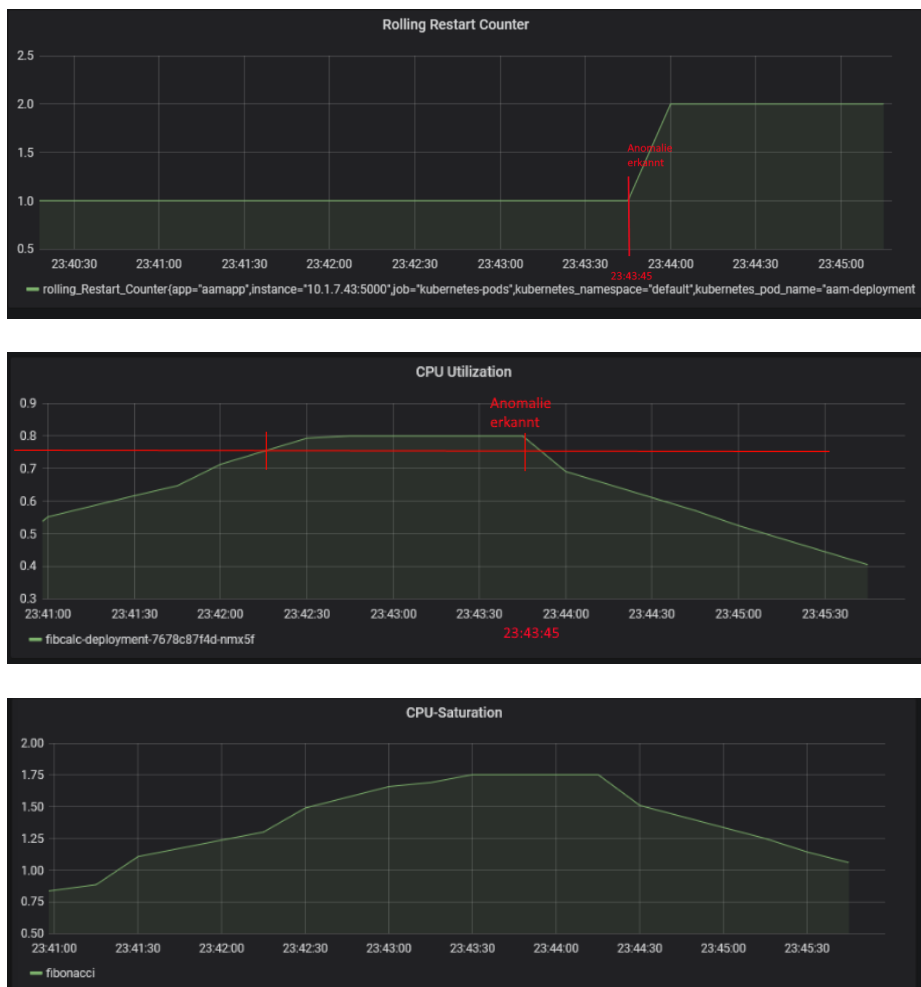 Rolling Restart Counter
2.5
2.0
1.5
Anomalie
erkannt
1.0
0.5
23:40:30 23:41:00 23:41:30 23:42:00 23:42:30 23:43:00 23:43:30 23:44:00 23:44:30 23:45:00
23:43:45
rolling_Restart_Counter{app="aamapp",instance="10.1.7.43:5000",job="kubernetes-pods",kubernetes_namespace="default",kubernetes_pod_name="aam-deployment
CPU Utilization
0.9
Anomalie
erkannt
0.8
0.7
0.6
0.5
0.4
0.3
23:41:00 23:41:30 23:42:00 23:42:30 23:43:00 23:43:30 23:44:00 23:44:30 23:45:00 23:45:30
23:43:45
fibcalc-deployment-7678c87f4d-nmx5f
CPU-Saturation
2.00
1.75
1.50
1.25
1.00
0.75
0.50
23:41:00 23:41:30 23:42:00 23:42:30 23:43:00 23:43:30 23:44:00 23:44:30 23:45:00 23:45:30
fibonacci